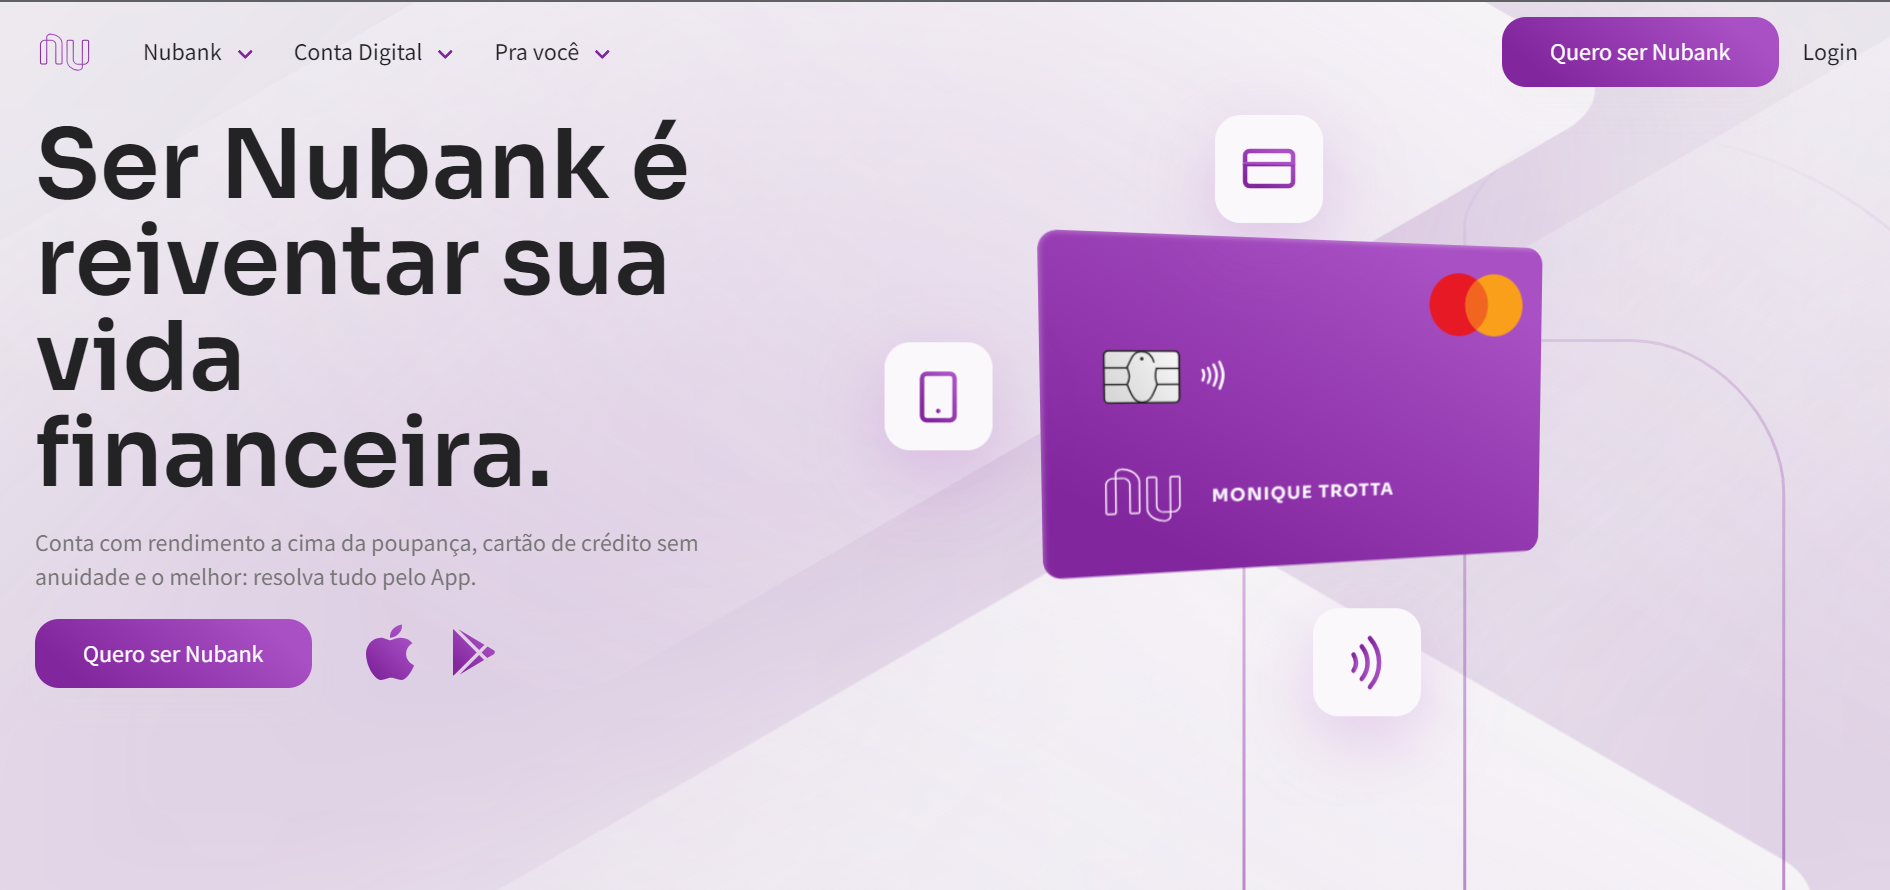 nu
Nubank
Conta Digital
Pra você
Quero ser Nubank
Login
Ser Nubank é
reiventar sua
vida
financeira.
Conta com rendimento a cima da poupança, cartão de crédito sem
anuidade e o melhor: resolva tudo pelo App.
Quero ser Nubank
nu
MONIQUE TROTTA